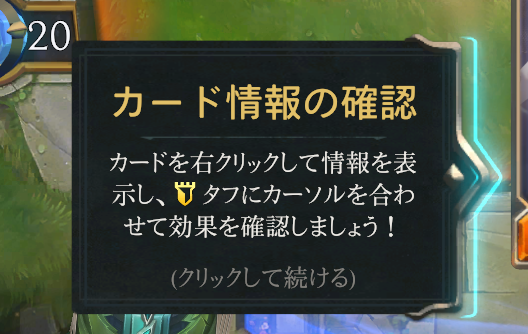 20
カード情報の確認
カードを右クリックして情報を表
示し、タフにカーソルを合わ
せて効果を確認しましょう！
(クリックして続ける)